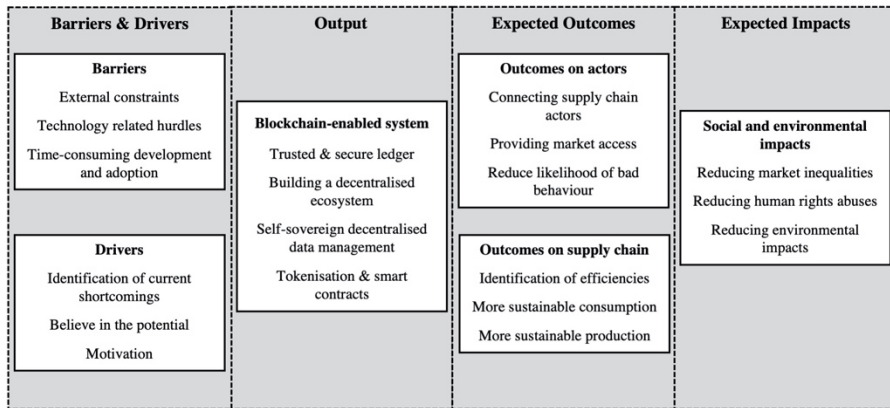 Barriers & Drivers
Barriers
External constraints
Technology related hurdles
Time-consuming development
and adoption
Drivers
Identification of current
shortcomings
Believe in the potential
Motivation
Output
Blockchain-enabled system
Trusted & secure ledger
Building a decentralised
ecosystem
Self-sovereign decentralised
data management
Tokenisation & smart
contracts
Expected Outcomes
Outcomes on actors
Connecting supply chain
actors
Providing market access
Reduce likelihood of bad
behaviour
Outcomes on supply chain
Identification of efficiencies
More sustainable consumption
More sustainable production
Expected Impacts
Social and environmental
impacts
Reducing market inequalities
Reducing human rights abuses
Reducing environmental
impacts